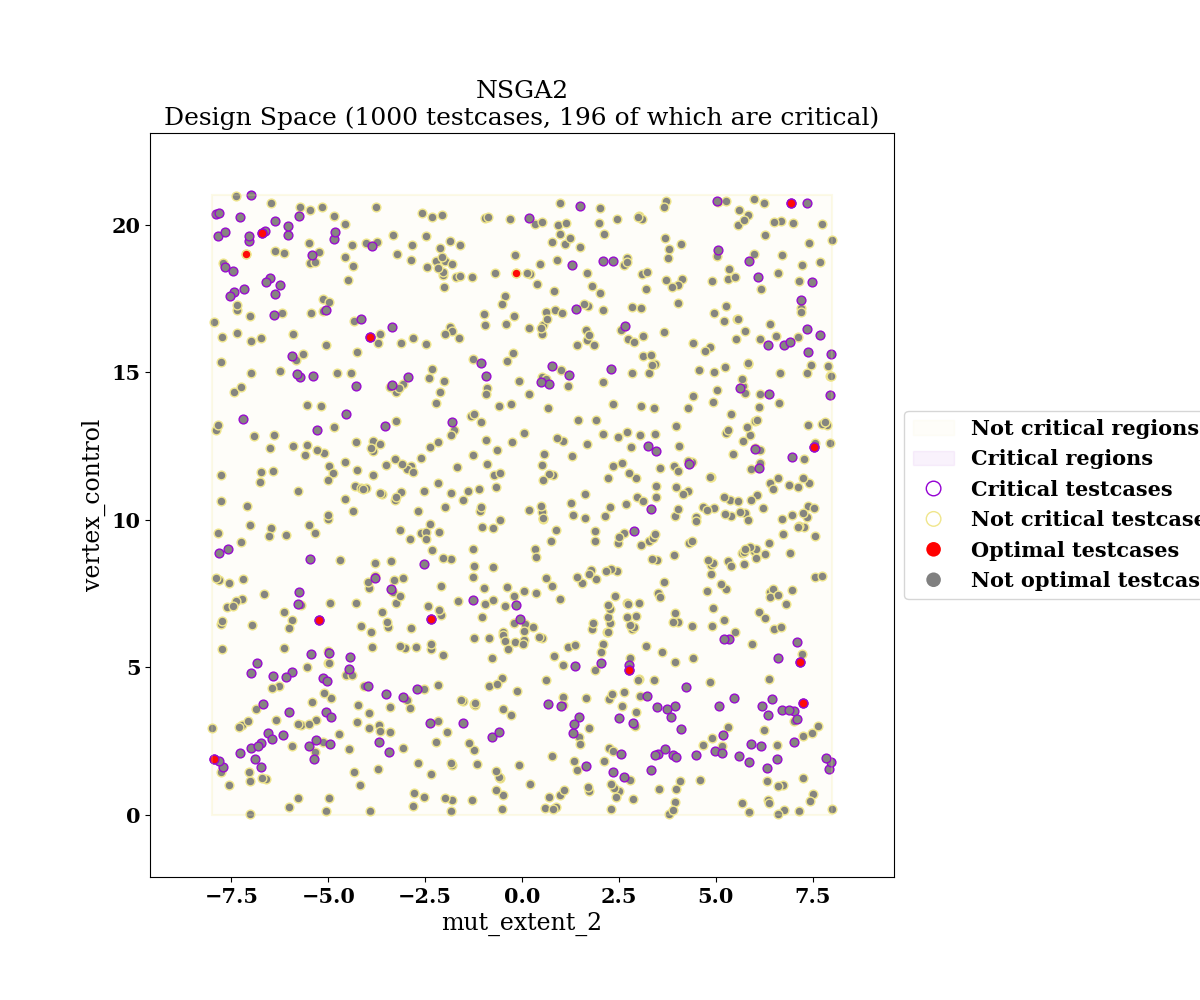 NSGA2
Design Space (1000 testcases, 196 of which are critical)
20
15
10
5
0
vertex_control
−7.5
−5.0
−2.5
0.0
2.5
5.0
7.5
mut_extent_2
Not critical regions
Critical regions
Critical testcases
Not critical testcase
Optimal testcases
Not optimal testcas